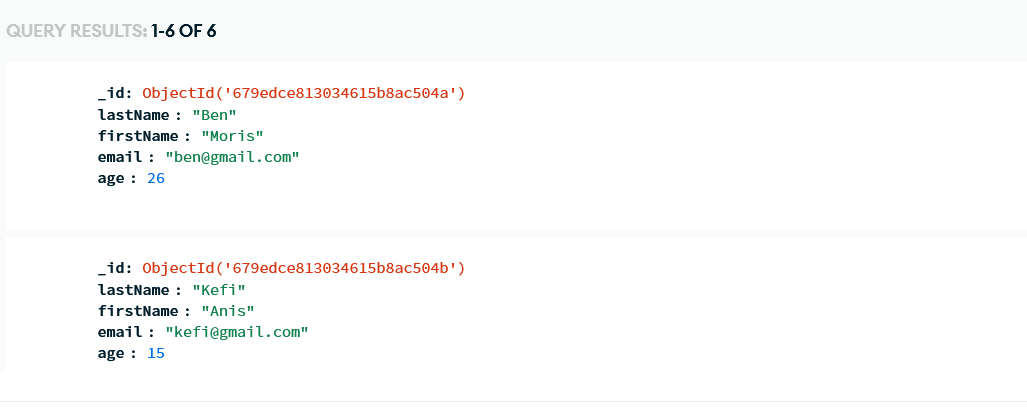 QUERY RESULTS: 1-6 OF 6
_id: ObjectId('679edce813034615b8ac504a')
lastName : "Ben"
firstName : "Moris"
email : "ben@gmail.com"
age : 26
_id: ObjectId('679edce813034615b8ac504b')
lastName : "Kefi"
firstName : "Anis"
email : "kefi@gmail.com"
age : 15